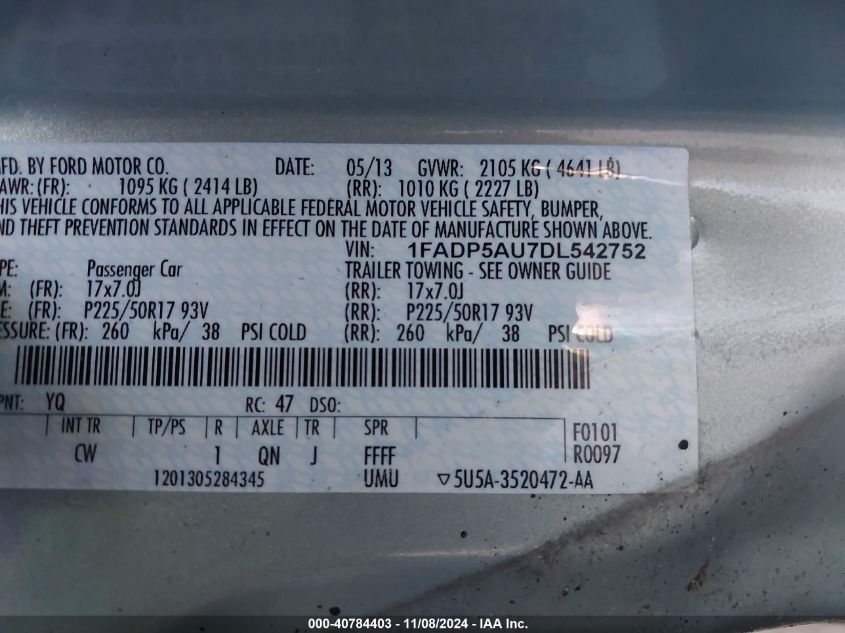 FD. BY FORD MOTOR CO. DATE: 05/13 GVWR: 2105 KG ( 4641 LB)
AWR: (FR): 1095 KG ( 2414 LB) (RR): 1010 KG ( 2227 LB)
HIS VEHICLE CONFORMS TO ALL APPLICABLE FEDERAL MOTOR VEHICLE SAFETY, BUMPER,
ND THEFT PREVENTION STANDARDS IN EFFECT ON THE DATE OF MANUFACTURE SHOWN ABOVE.
VIN: 1FADP5AU7DL542752
PE: Passenger Car TRAILER TOWING - SEE OWNER GUIDE
M: (FR): 17x7.0J (RR): 17x7.0J
E: (FR): P225/50R17 93V (RR): P225/50R17 93V
ESSURE: (FR): 260 kPa/ 38 PSI COLD (RR): 260 kPa/ 38 PSI COLD
PNT: YQ RC: 47 DSO:
INT TR TP/PS R AXLE TR SPR F0101
CW 1 QN J FFFF R0097
1201305284345 UMU ▽5U5A-3520472-AA
000-40784403 - 11/08/2024 - IAA Inc.